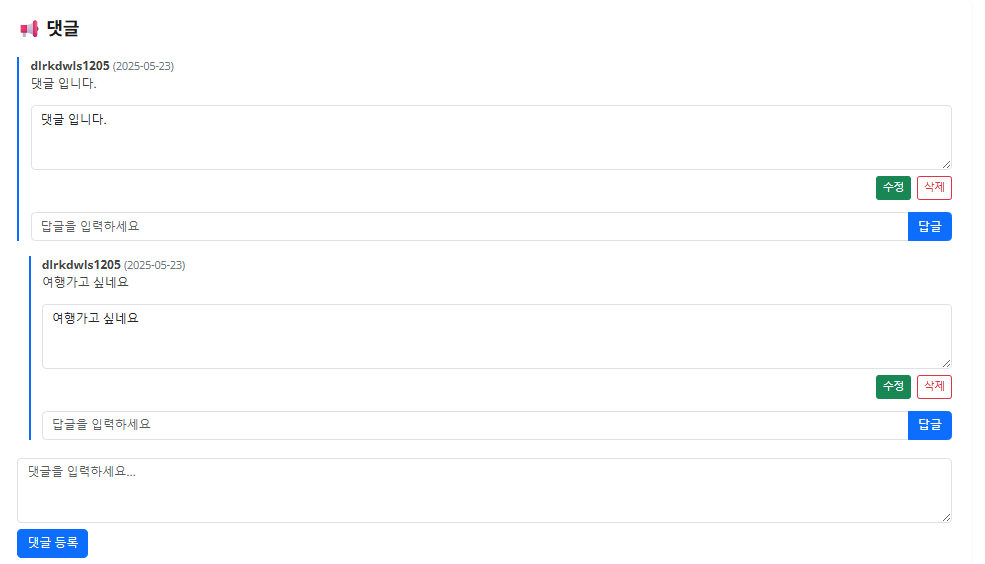 📢 댓글
dlrkdwls1205 (2025-05-23)
댓글 입니다.
댓글 입니다.
수정 삭제
답글을 입력하세요 답글
dlrkdwls1205 (2025-05-23)
여행가고 싶네요
여행가고 싶네요
수정 삭제
답글을 입력하세요 답글
댓글을 입력하세요...
댓글 등록